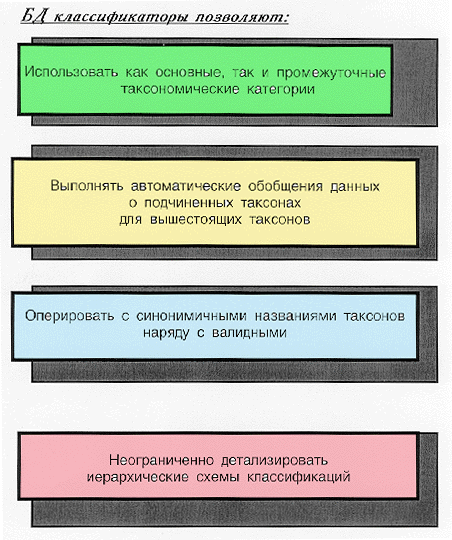 БД классификаторы позволяют:
Использовать как основные, так и промежуточные
таксономические категории
Выполнять автоматические обобщения данных
о подчиненных таксонах
для вышестоящих таксонов
Оперировать с синонимичными названиями таксонов
наряду с валидными
Неограниченно детализировать
иерархические схемы классификаций